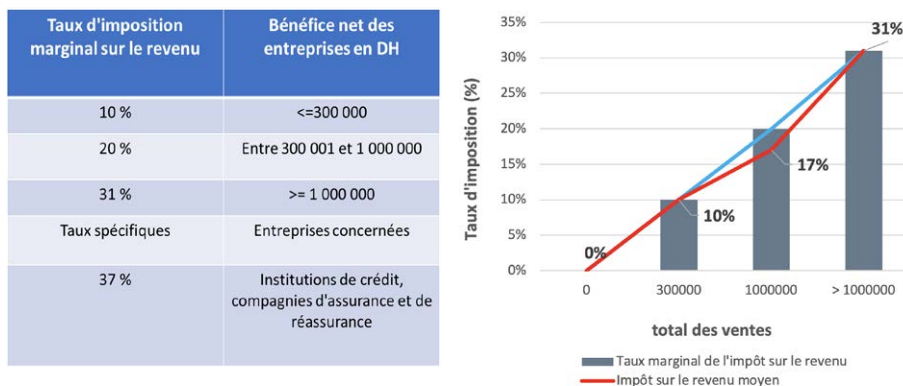 Taux d'imposition marginal sur le revenu
Bénéfice net des entreprises en DH
10 %
<=300 000
20 %
Entre 300 001 et 1 000 000
31 %
>= 1 000 000
Taux spécifiques
Entreprises concernées
37 %
Institutions de crédit,
compagnies d'assurance et de
réassurance
Taux d'imposition (%)
35%
30%
25%
20%
15%
10%
5%
0%
0%
10%
17%
31%
0
300000
1000000
> 1000000
total des ventes
Taux marginal de l'impôt sur le revenu
Impôt sur le revenu moyen